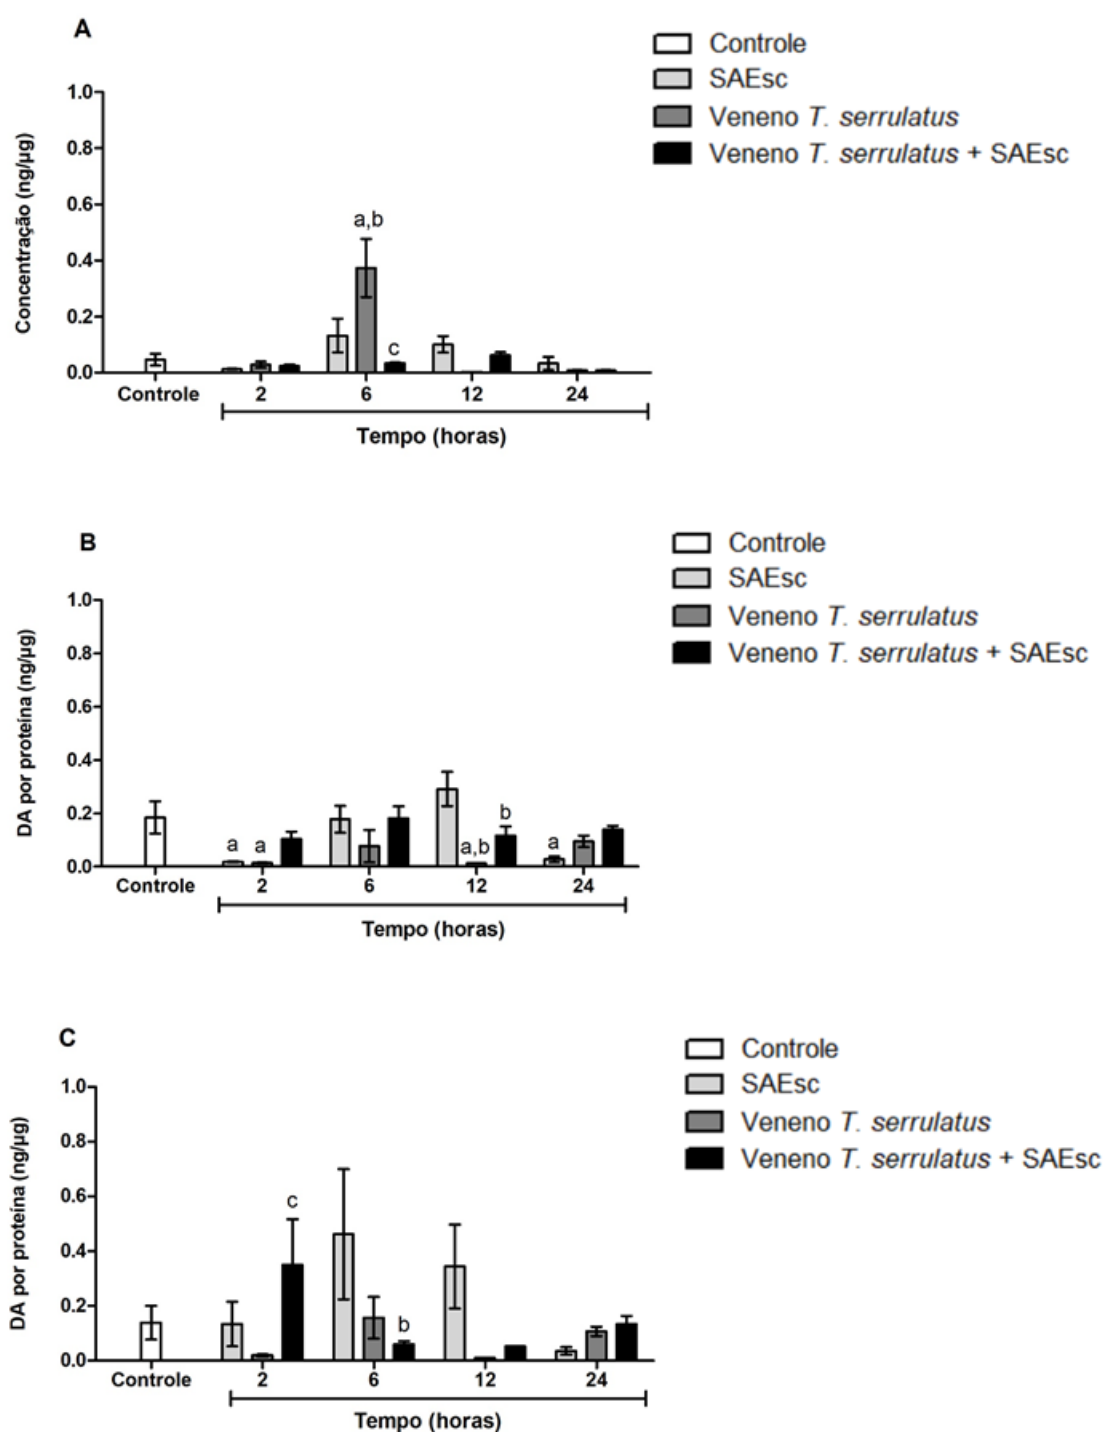 A
Controle
SAEsc
Veneno T. serrulatus
Veneno T. serrulatus + SAEsc
Concentração (ng/µg)
1.0
0.8
0.6
0.4
0.2
0.0
a,b
c
Controle 2 6 12 24
Tempo (horas)
B
Controle
SAEsc
Veneno T. serrulatus
Veneno T. serrulatus + SAEsc
DA por proteína (ng/µg)
1.0
0.8
0.6
0.4
0.2
0.0
a a a,b b a
Controle 2 6 12 24
Tempo (horas)
C
Controle
SAEsc
Veneno T. serrulatus
Veneno T. serrulatus + SAEsc
DA por proteína (ng/µg)
1.0
0.8
0.6
0.4
0.2
0.0
c
b
Controle 2 6 12 24
Tempo (horas)